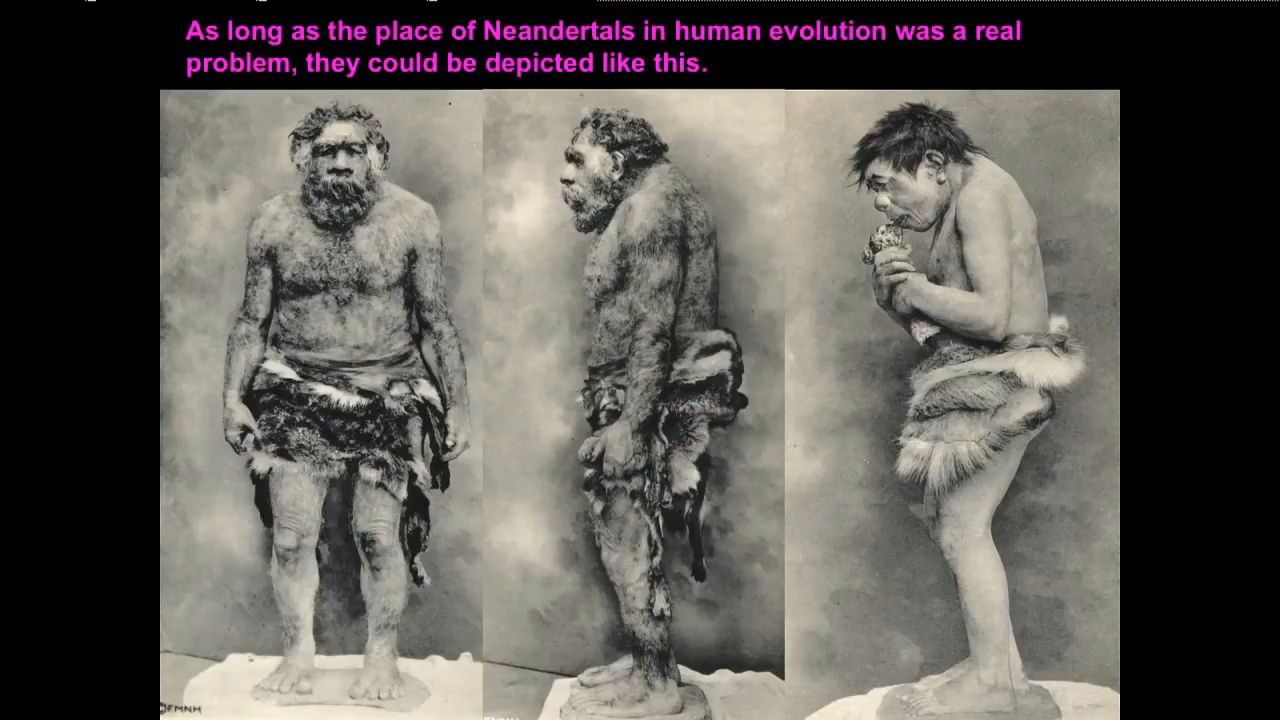 As long as the place of Neandertals in human evolution was a real
problem, they could be depicted like this.
©FMNH